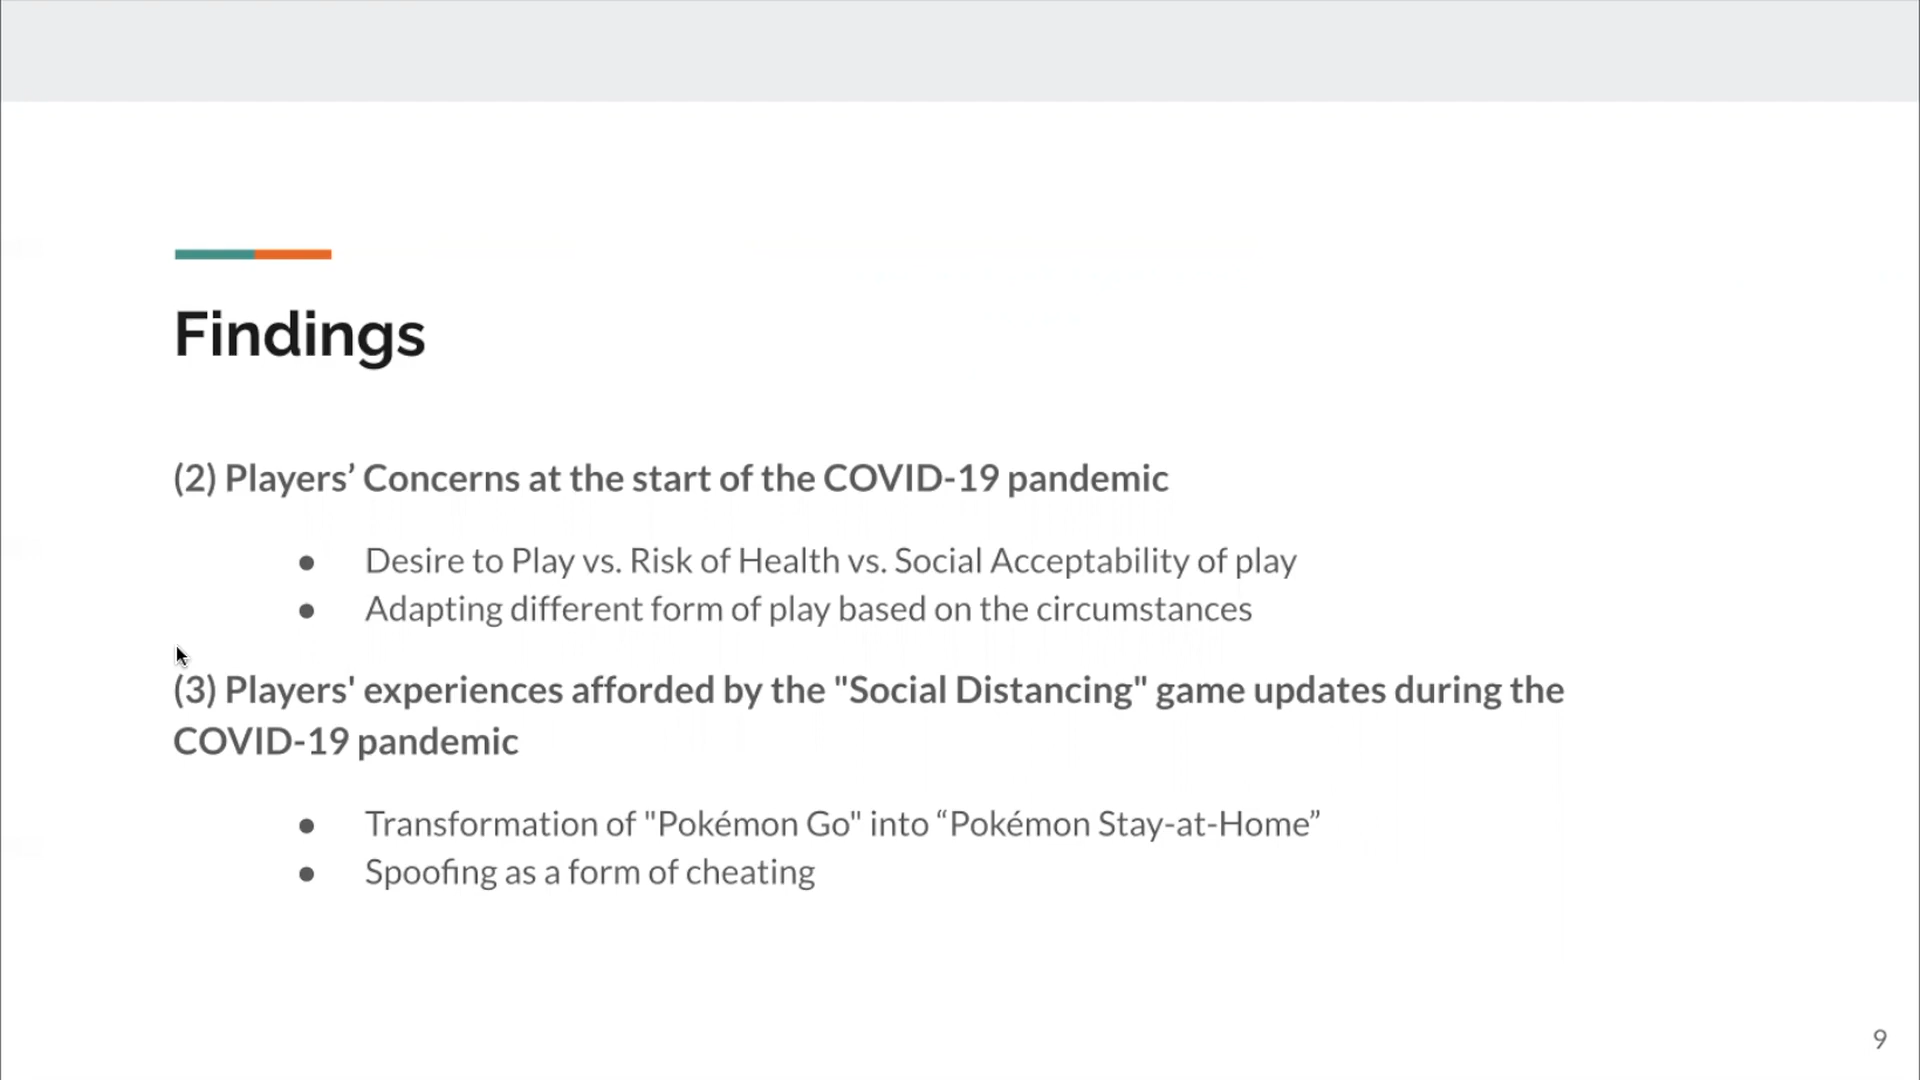 Findings
(2) Players’ Concerns at the start of the COVID-19 pandemic
● Desire to Play vs. Risk of Health vs. Social Acceptability of play
● Adapting different form of play based on the circumstances
(3) Players' experiences afforded by the "Social Distancing" game updates during the
COVID-19 pandemic
● Transformation of "Pokémon Go" into “Pokémon Stay-at-Home”
● Spoofing as a form of cheating
9